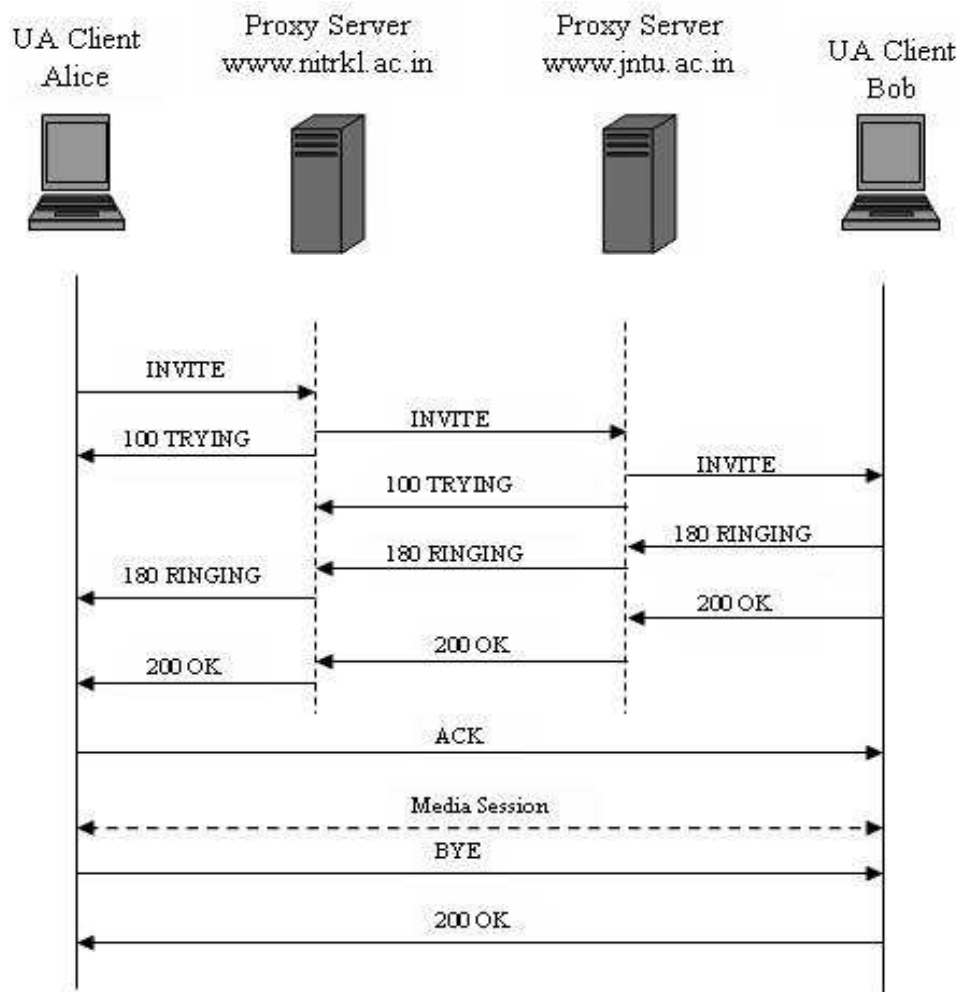 UA Client
Alice
Proxy Server
www.nitrkl.ac.in
Proxy Server
www.jntu.ac.in
UA Client
Bob
INVITE
INVITE
100 TRYING
INVITE
100 TRYING
180 RINGING
180 RINGING
180 RINGING
200 OK
200 OK
200 OK
ACK
Media Session
BYE
200 OK